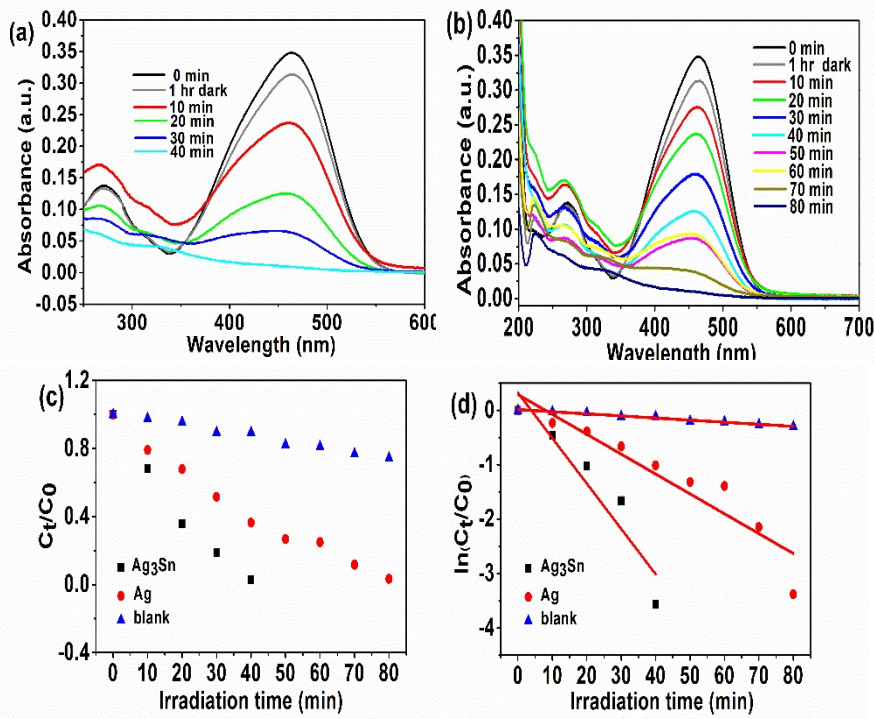 (a)
0.40
0.35
0.30
0.25
0.20
0.15
0.10
0.05
0.00
-0.05
Absorbance (a.u.)
0 min
1 hr dark
10 min
20 min
30 min
40 min
300 400 500 600
Wavelength (nm)
(b)
0.40
0.35
0.30
0.25
0.20
0.15
0.10
0.05
0.00
Absorbance (a.u.)
0 min
1 hr dark
10 min
20 min
30 min
40 min
50 min
60 min
70 min
80 min
200 300 400 500 600 700
Wavelength (nm)
(c)
1.2
0.8
0.4
0.0
-0.4
Ct/C0
Ag3Sn
Ag
blank
0 10 20 30 40 50 60 70 80
Irradiation time (min)
(d)
0
-1
-2
-3
-4
ln(Ct/C0)
Ag3Sn
Ag
blank
0 10 20 30 40 50 60 70 80
Irradiation time (min)